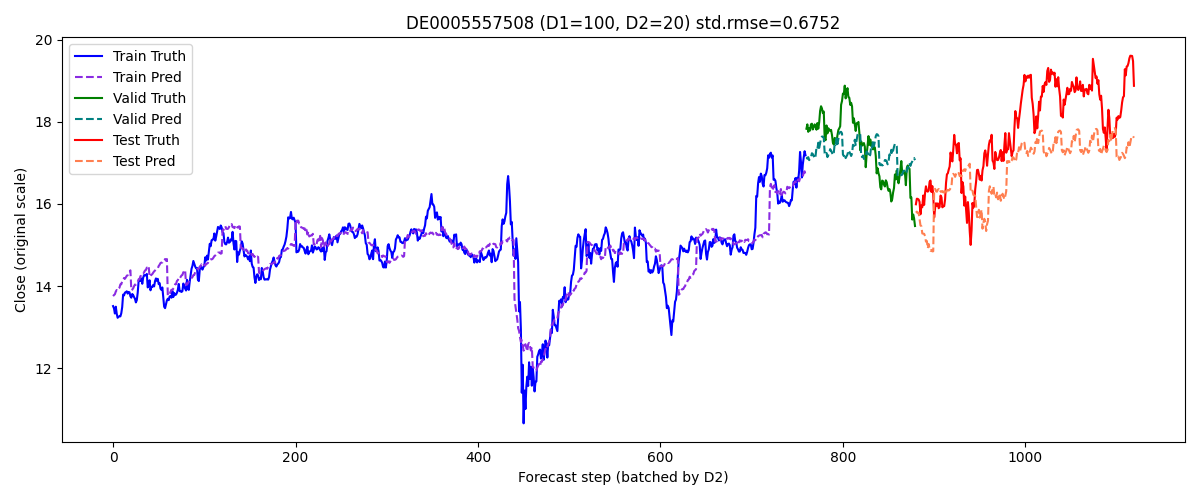 DE0005557508 (D1=100, D2=20) std.rmse=0.6752
Train Truth
Train Pred
Valid Truth
Valid Pred
Test Truth
Test Pred
Close (original scale)
20
18
16
14
12
0 200 400 600 800 1000
Forecast step (batched by D2)